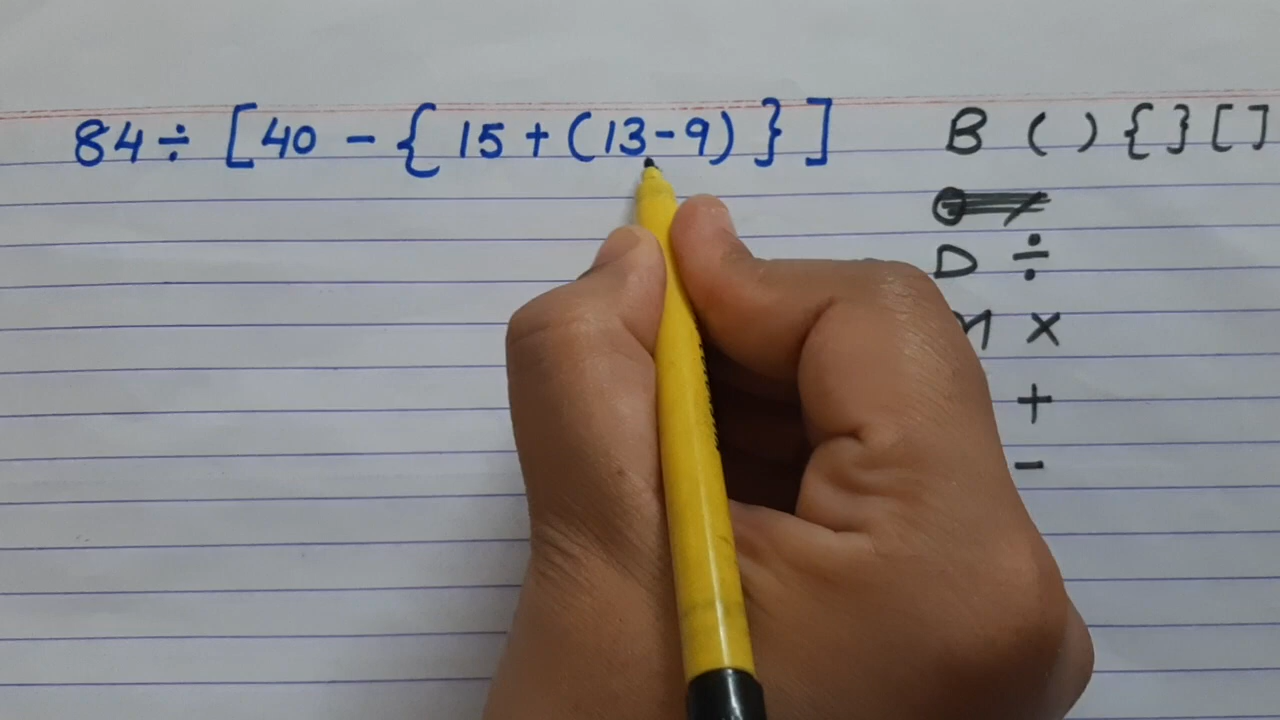 84 ÷ [40 - { 15 + (13-9) } ]
B ( ) { } [ ]
D ÷
M ×
+
-